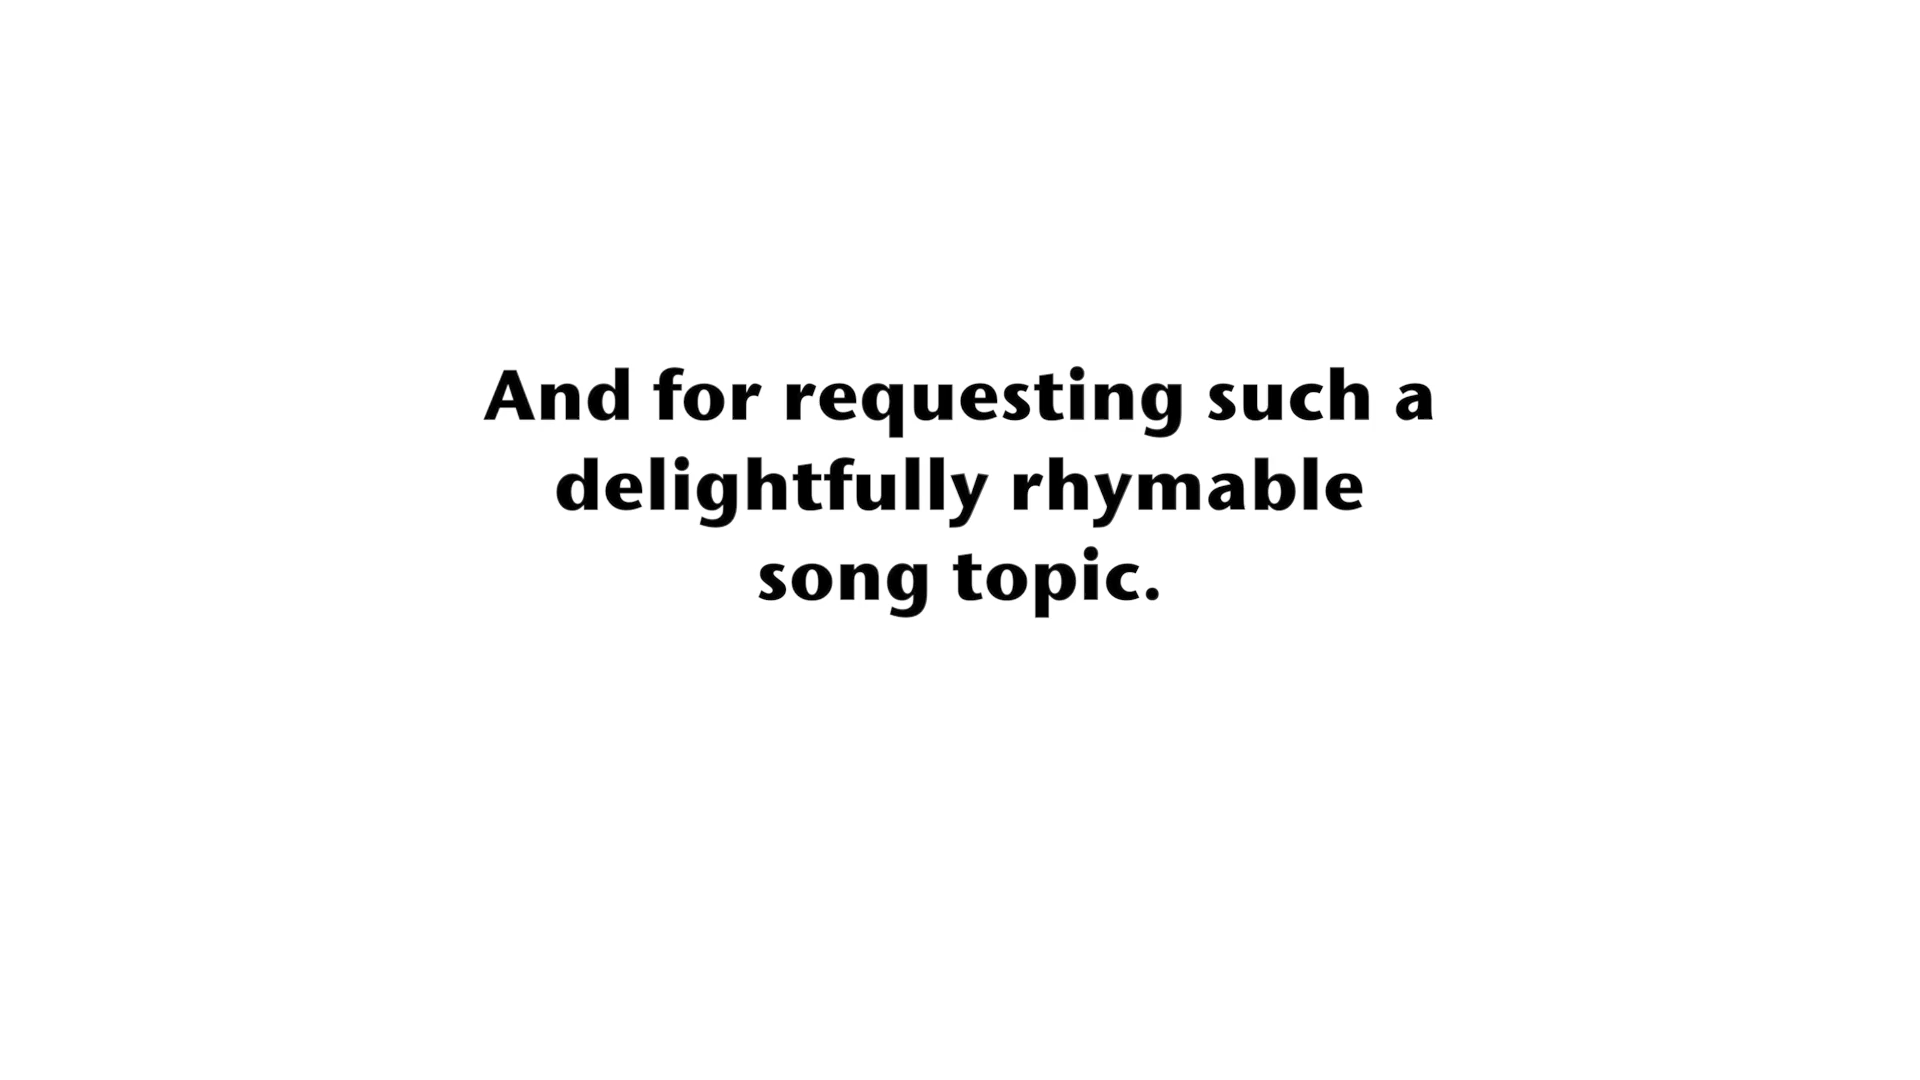 And for requesting such a
delightfully rhymable
song topic.